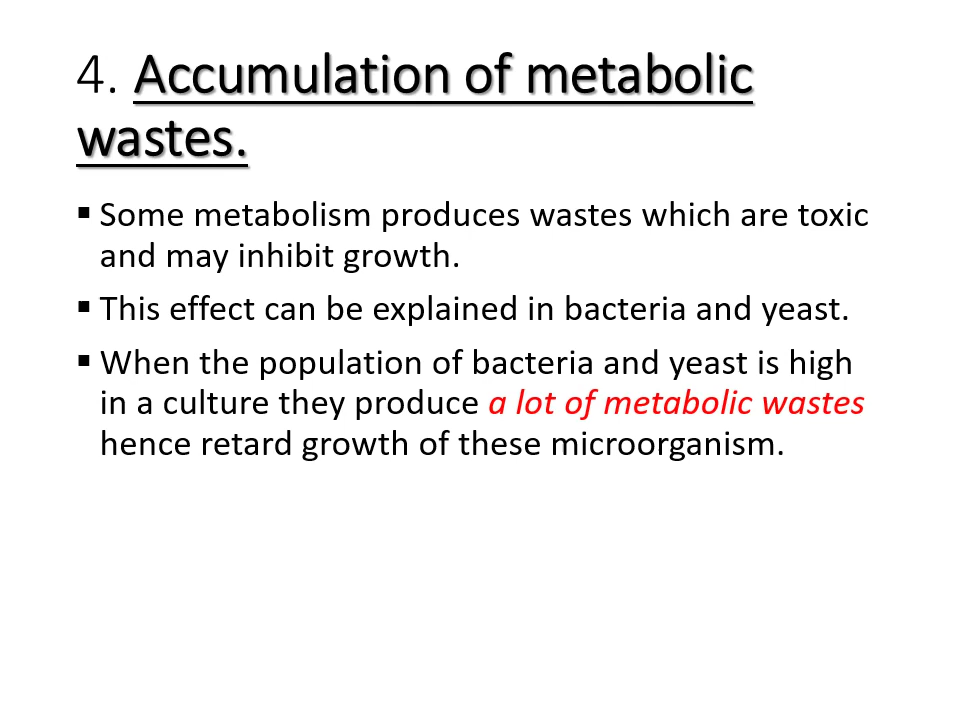 4. Accumulation of metabolic
wastes.
▪ Some metabolism produces wastes which are toxic
and may inhibit growth.
▪ This effect can be explained in bacteria and yeast.
▪ When the population of bacteria and yeast is high
in a culture they produce a lot of metabolic wastes
hence retard growth of these microorganism.